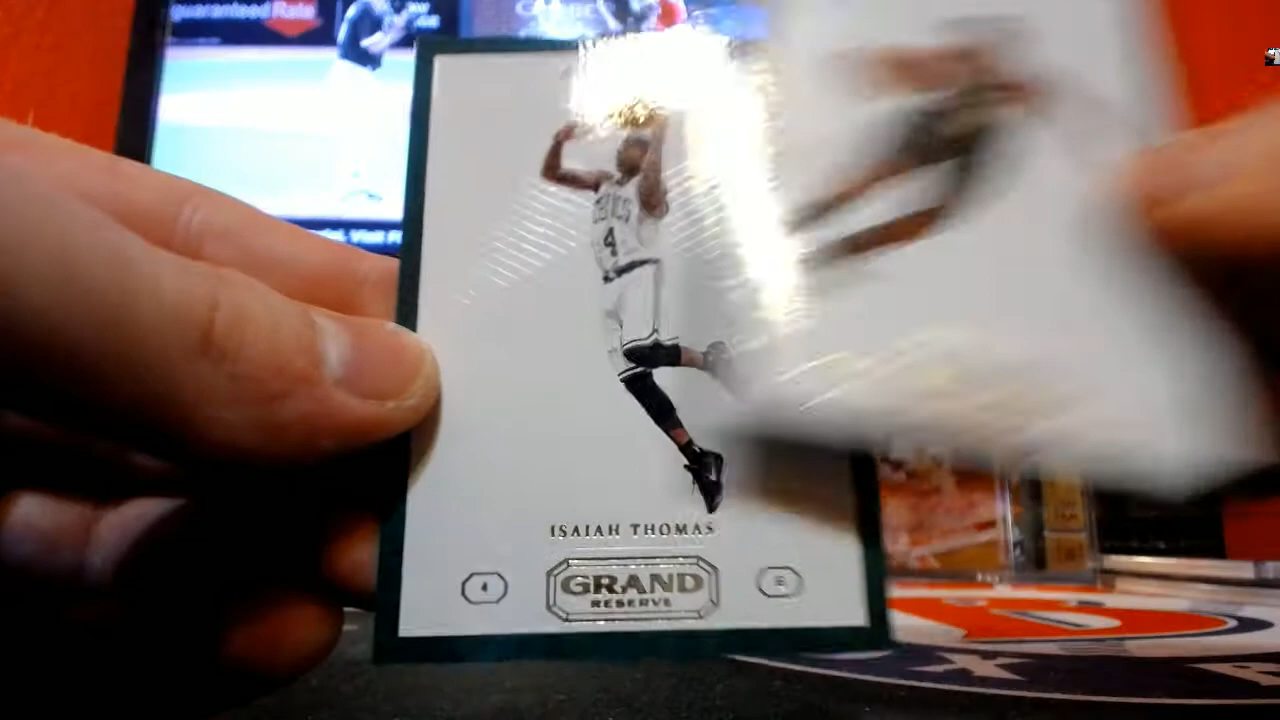 guaranteed Rate
CELTICS
4
ISAIAH THOMAS
4
GRAND
RESERVE